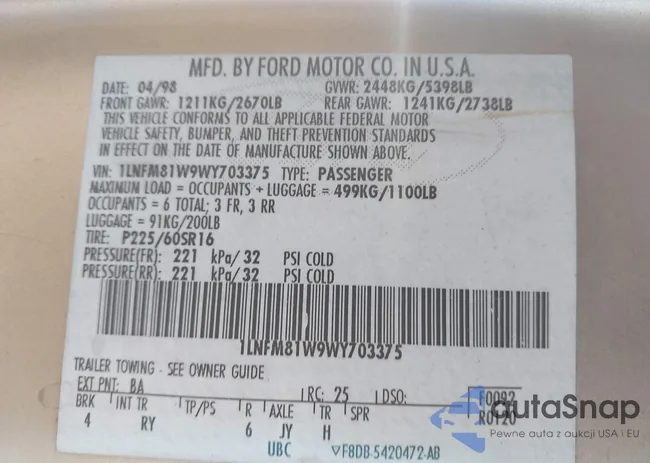 MFD. BY FORD MOTOR CO. IN U.S.A.
DATE: 04/98 GVWR: 2448KG/5398LB
FRONT GAWR: 1211KG/2670LB REAR GAWR: 1241KG/2738LB
THIS VEHICLE CONFORMS TO ALL APPLICABLE FEDERAL MOTOR
VEHICLE SAFETY, BUMPER, AND THEFT PREVENTION STANDARDS
IN EFFECT ON THE DATE OF MANUFACTURE SHOWN ABOVE.
VIN: 1LNFM81W9WY703375 TYPE: PASSENGER
MAXIMUM LOAD = OCCUPANTS + LUGGAGE = 499KG/1100LB
OCCUPANTS = 6 TOTAL; 3 FR, 3 RR
LUGGAGE = 91KG/200LB
TIRE: P225/60SR16
PRESSURE(FR): 221 kPa/32 PSI COLD
PRESSURE(RR): 221 kPa/32 PSI COLD
1LNFM81W9WY703375
TRAILER TOWING - SEE OWNER GUIDE
EXT PNT: BA RC: 25 DSO: F0082
BRK INT TR TP/PS R AXLE TR SPR R0120
4 RY 6 JY H
UBC F8DB-5420472-AB
autaSnap
Pewne auta z aukcji USA i EU